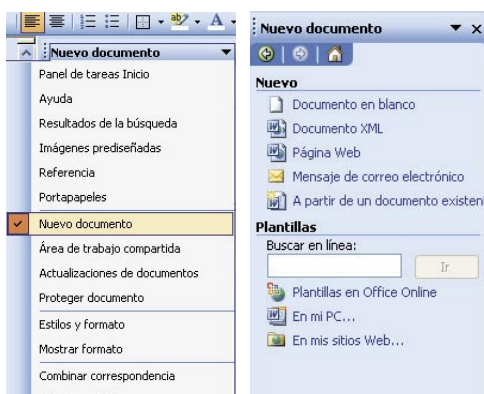 Nuevo documento
Panel de tareas Inicio
Ayuda
Resultados de la búsqueda
Imágenes prediseñadas
Referencia
Portapapeles
Nuevo documento
Área de trabajo compartida
Actualizaciones de documentos
Proteger documento
Estilos y formato
Mostrar formato
Combinar correspondencia
Nuevo documento
Nuevo
Documento en blanco
Documento XML
Página Web
Mensaje de correo electrónico
A partir de un documento existen
Plantillas
Buscar en línea:
Ir
Plantillas en Office Online
En mi PC...
En mis sitios Web...